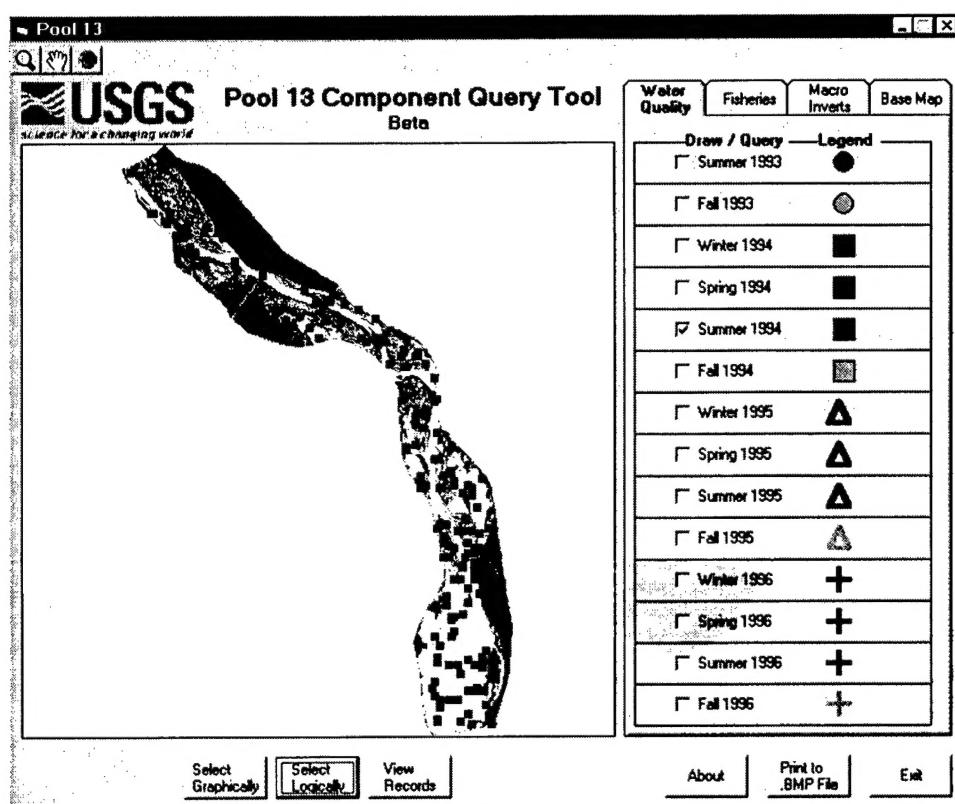 Pool 13
USGS
science for a changing world
Pool 13 Component Query Tool
Beta
Water
Quality
Fisheries
Macro
Inverts
Base Map
Draw / Query
Legend
Summer 1993
Fall 1993
Winter 1994
Spring 1994
Summer 1994
Fall 1994
Winter 1995
Spring 1995
Summer 1995
Fall 1995
Winter 1996
Spring 1996
Summer 1996
Fall 1996
Select
Graphically
Select
Logically
View
Records
About
Print to
.BMP File
Exit